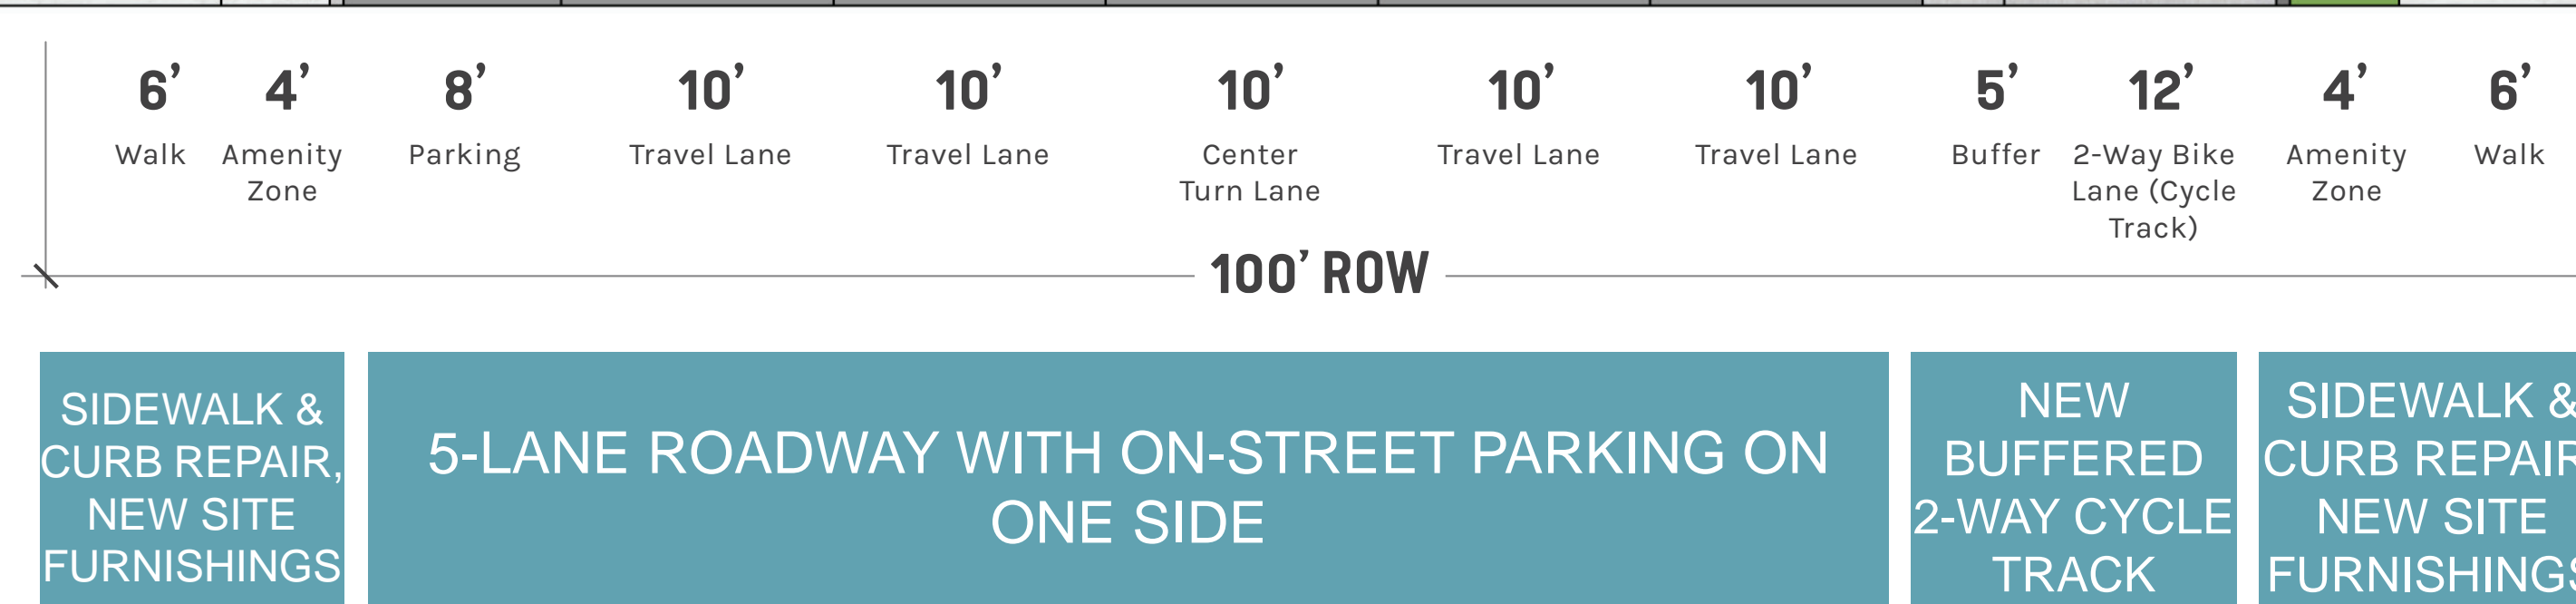 6’ 4’ 8’ 10’ 10’ 10’ 10’ 10’ 5’ 12’ 4’ 6’
Walk Amenity Parking Travel Lane Travel Lane Center Travel Lane Travel Lane Buffer 2-Way Bike Amenity Walk
Zone Turn Lane Lane (Cycle Zone
Track)
100’ ROW
SIDEWALK &
CURB REPAIR,
NEW SITE
FURNISHINGS
5-LANE ROADWAY WITH ON-STREET PARKING ON
ONE SIDE
NEW
BUFFERED
2-WAY CYCLE
TRACK
SIDEWALK &
CURB REPAIR
NEW SITE
FURNISHINGS